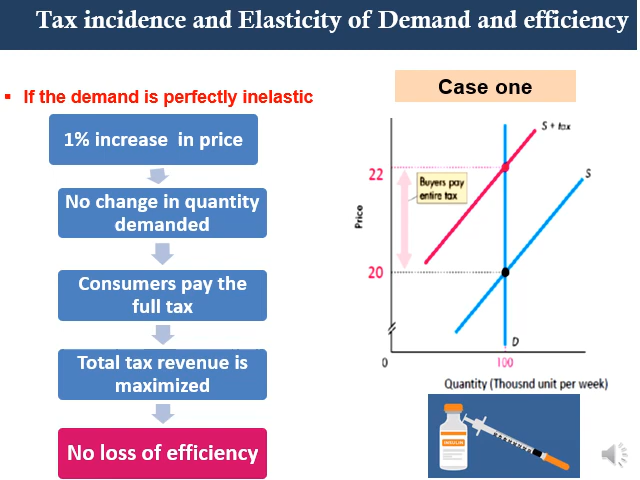 Tax incidence and Elasticity of Demand and efficiency
If the demand is perfectly inelastic
1% increase in price
No change in quantity
demanded
Consumers pay the
full tax
Total tax revenue is
maximized
No loss of efficiency
Case one
S + tax
22
Buyers pay
entire tax
S
Price
20
D
0
100
Quantity (Thousnd unit per week)
INSULIN